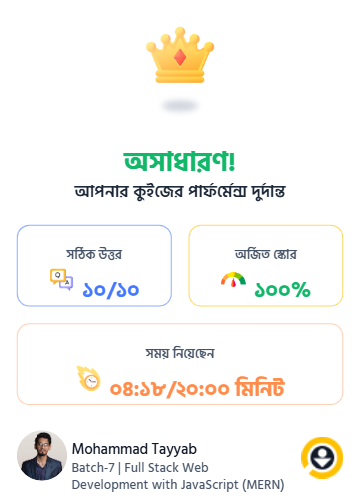 অসাধারণ!
আপনার কুইজের পার্ফর্মেন্স দুর্দান্ত
সঠিক উত্তর
Q
A
১০/১০
অর্জিত স্কোর
১০০%
সময় নিয়েছেন
০৪:১৮/২০:০০ মিনিট
Mohammad Tayyab
Batch-7 | Full Stack Web
Development with JavaScript (MERN)